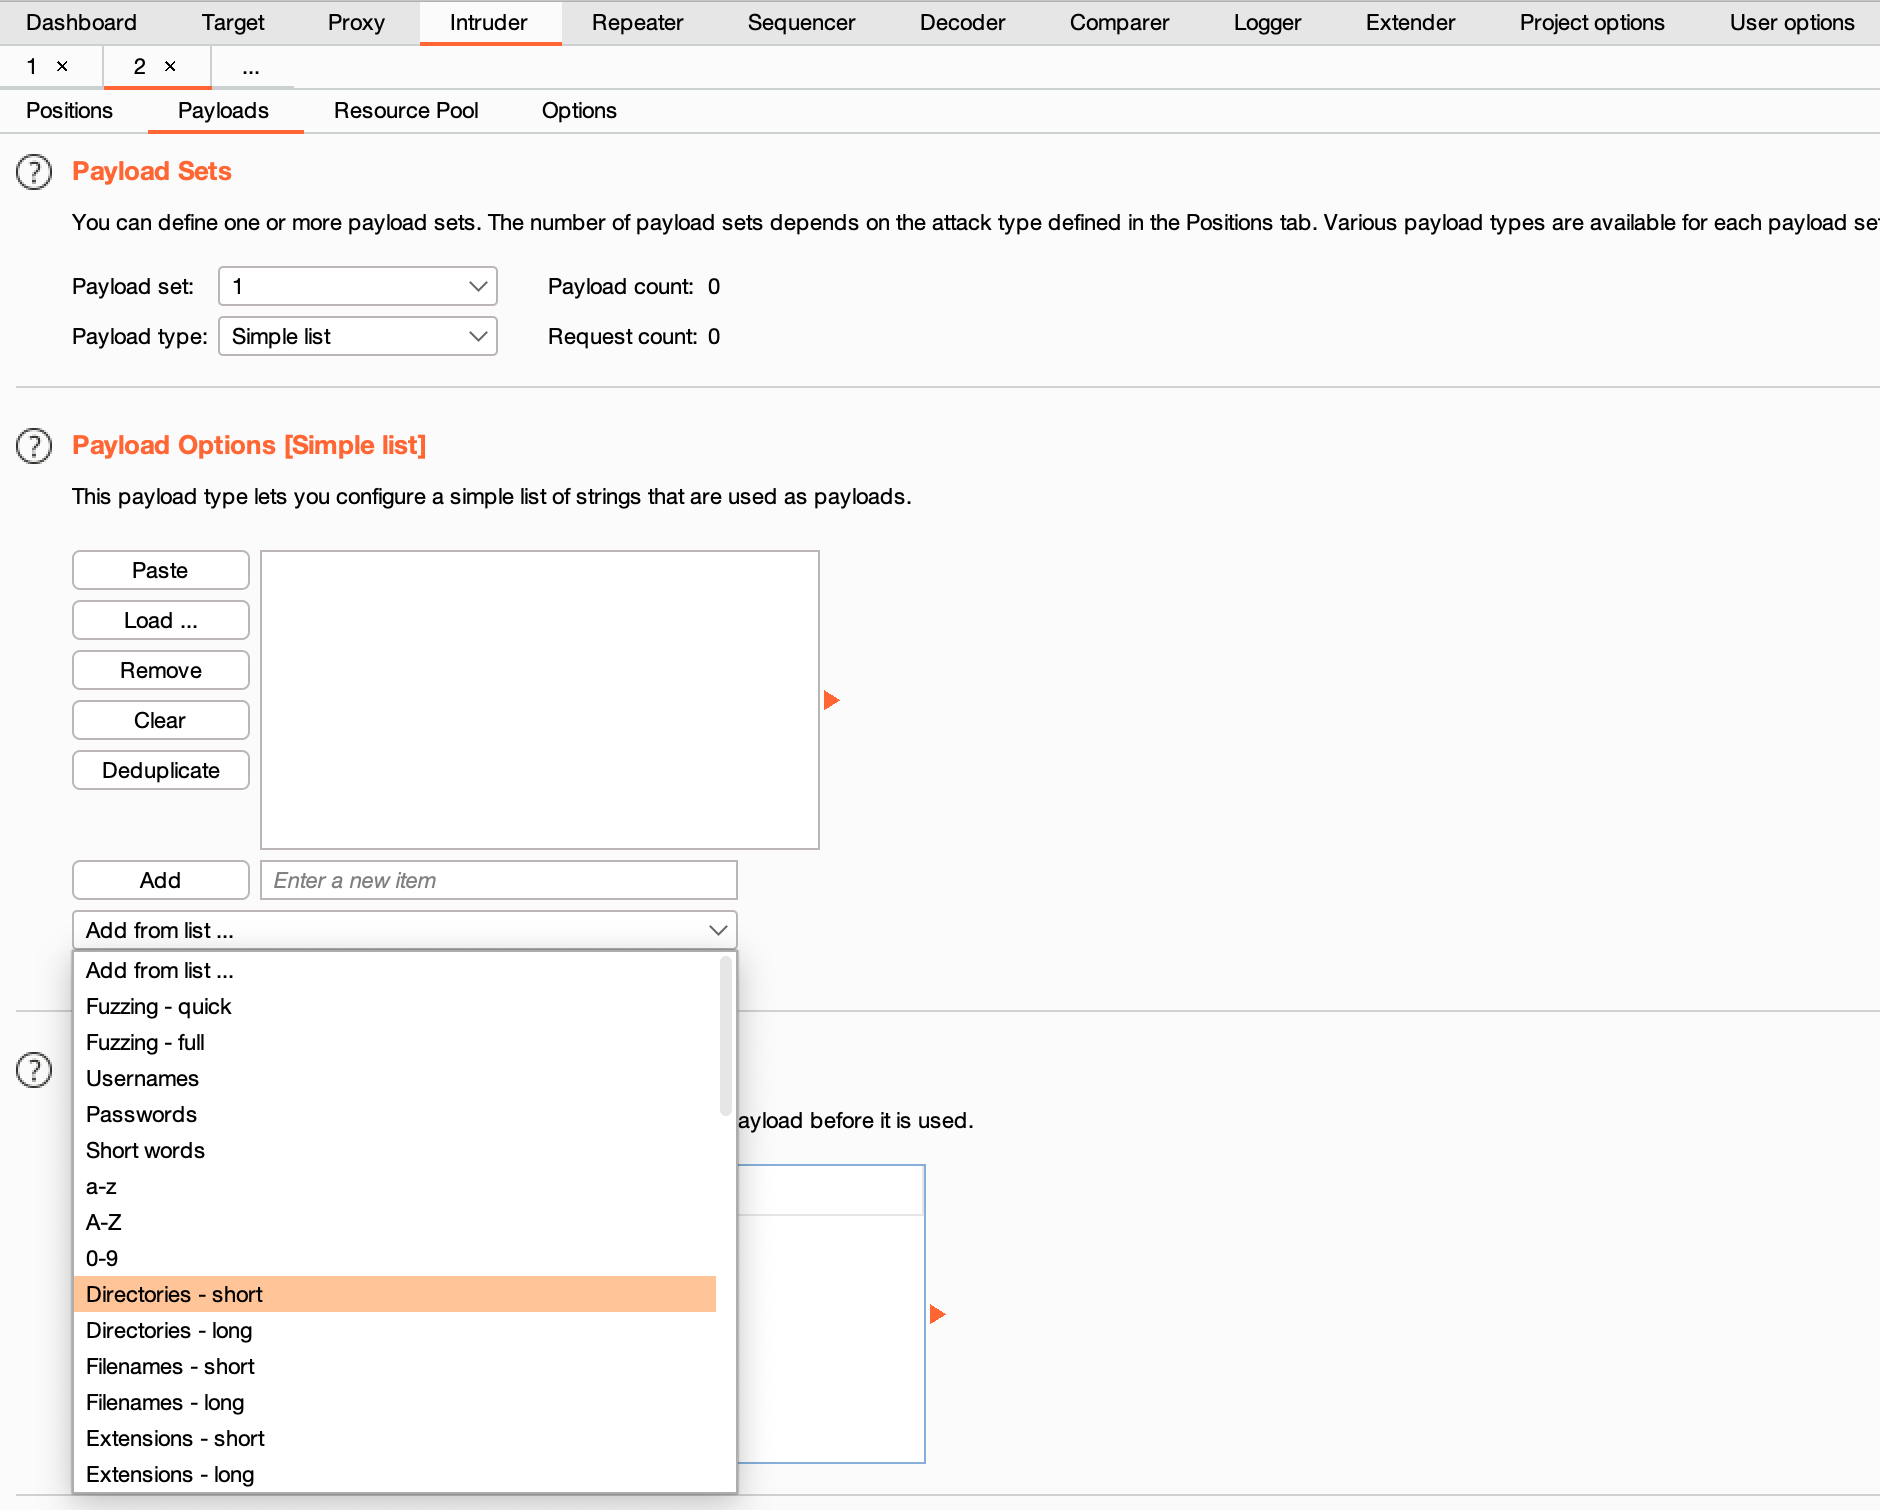 Dashboard Target Proxy Intruder Repeater Sequencer Decoder Comparer Logger Extender Project options User options
1 × 2 × ...
Positions Payloads Resource Pool Options
? Payload Sets
You can define one or more payload sets. The number of payload sets depends on the attack type defined in the Positions tab. Various payload types are available for each payload se
Payload set: 1 Payload count: 0
Payload type: Simple list Request count: 0
? Payload Options [Simple list]
This payload type lets you configure a simple list of strings that are used as payloads.
Paste
Load ...
Remove
Clear
Deduplicate
Add Enter a new item
Add from list ...
Add from list ...
Fuzzing - quick
Fuzzing - full
?
Usernames
Passwords
ayload before it is used.
Short words
a-z
A-Z
0-9
Directories - short
Directories - long
Filenames - short
Filenames - long
Extensions - short
Extensions - long